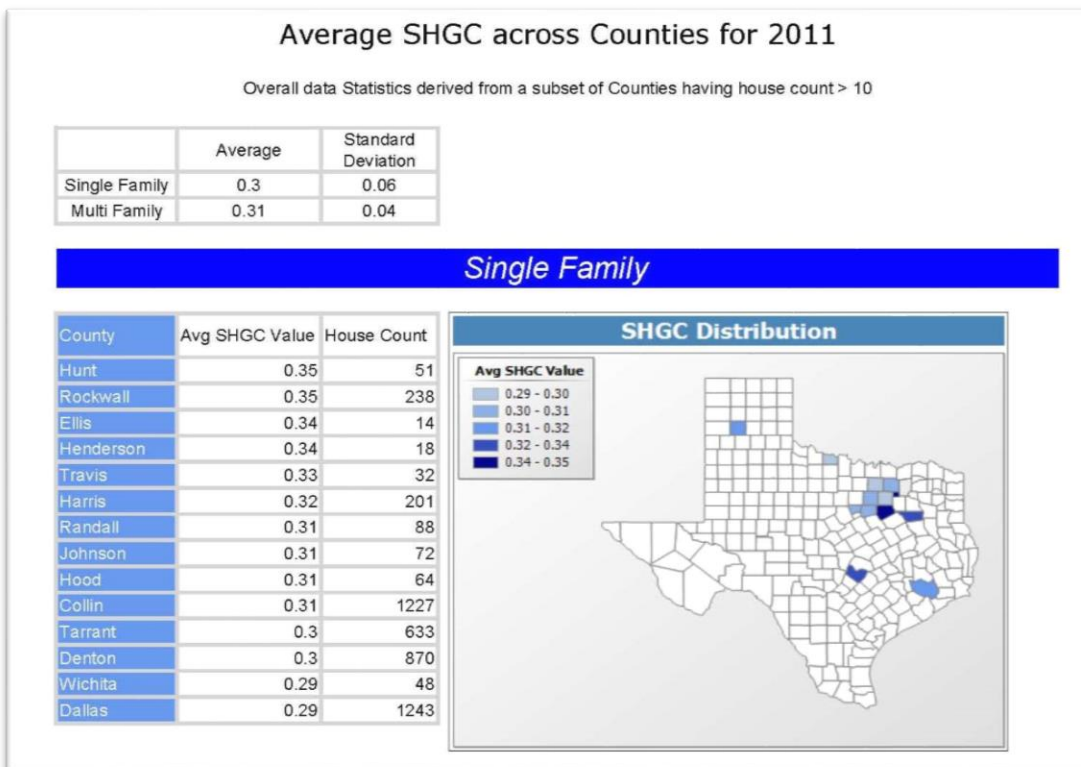 Average SHGC across Counties for 2011
Overall data Statistics derived from a subset of Counties having house count > 10
Average Standard Deviation
Single Family 0.3 0.06
Multi Family 0.31 0.04
Single Family
County Avg SHGC Value House Count
Hunt 0.35 51
Rockwall 0.35 238
Ellis 0.34 14
Henderson 0.34 18
Travis 0.33 32
Harris 0.32 201
Randall 0.31 88
Johnson 0.31 72
Hood 0.31 64
Collin 0.31 1227
Tarrant 0.3 633
Denton 0.3 870
Wichita 0.29 48
Dallas 0.29 1243
SHGC Distribution
Avg SHGC Value
0.29 - 0.30
0.30 - 0.31
0.31 - 0.32
0.32 - 0.34
0.34 - 0.35